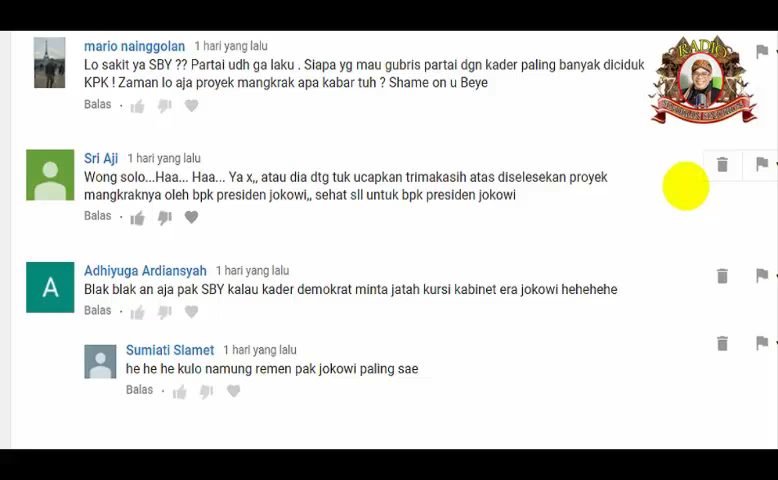 mario nainggolan 1 hari yang lalu
Lo sakit ya SBY ?? Partai udh ga laku . Siapa yg mau gubris partai dgn kader paling banyak diciduk
KPK ! Zaman lo aja proyek mangkrak apa kabar tuh ? Shame on u Beye
Balas
RADIO
Sri Aji 1 hari yang lalu
Wong solo...Haa... Haa... Ya x,, atau dia dtg tuk ucapkan trimakasih atas diselesekan proyek
mangkraknya oleh bpk presiden jokowi,, sehat sll untuk bpk presiden jokowi
Balas
A
Adhiyuga Ardiansyah 1 hari yang lalu
Blak blak an aja pak SBY kalau kader demokrat minta jatah kursi kabinet era jokowi hehehehe
Balas
Sumiati Slamet 1 hari yang lalu
he he he kulo namung remen pak jokowi paling sae
Balas